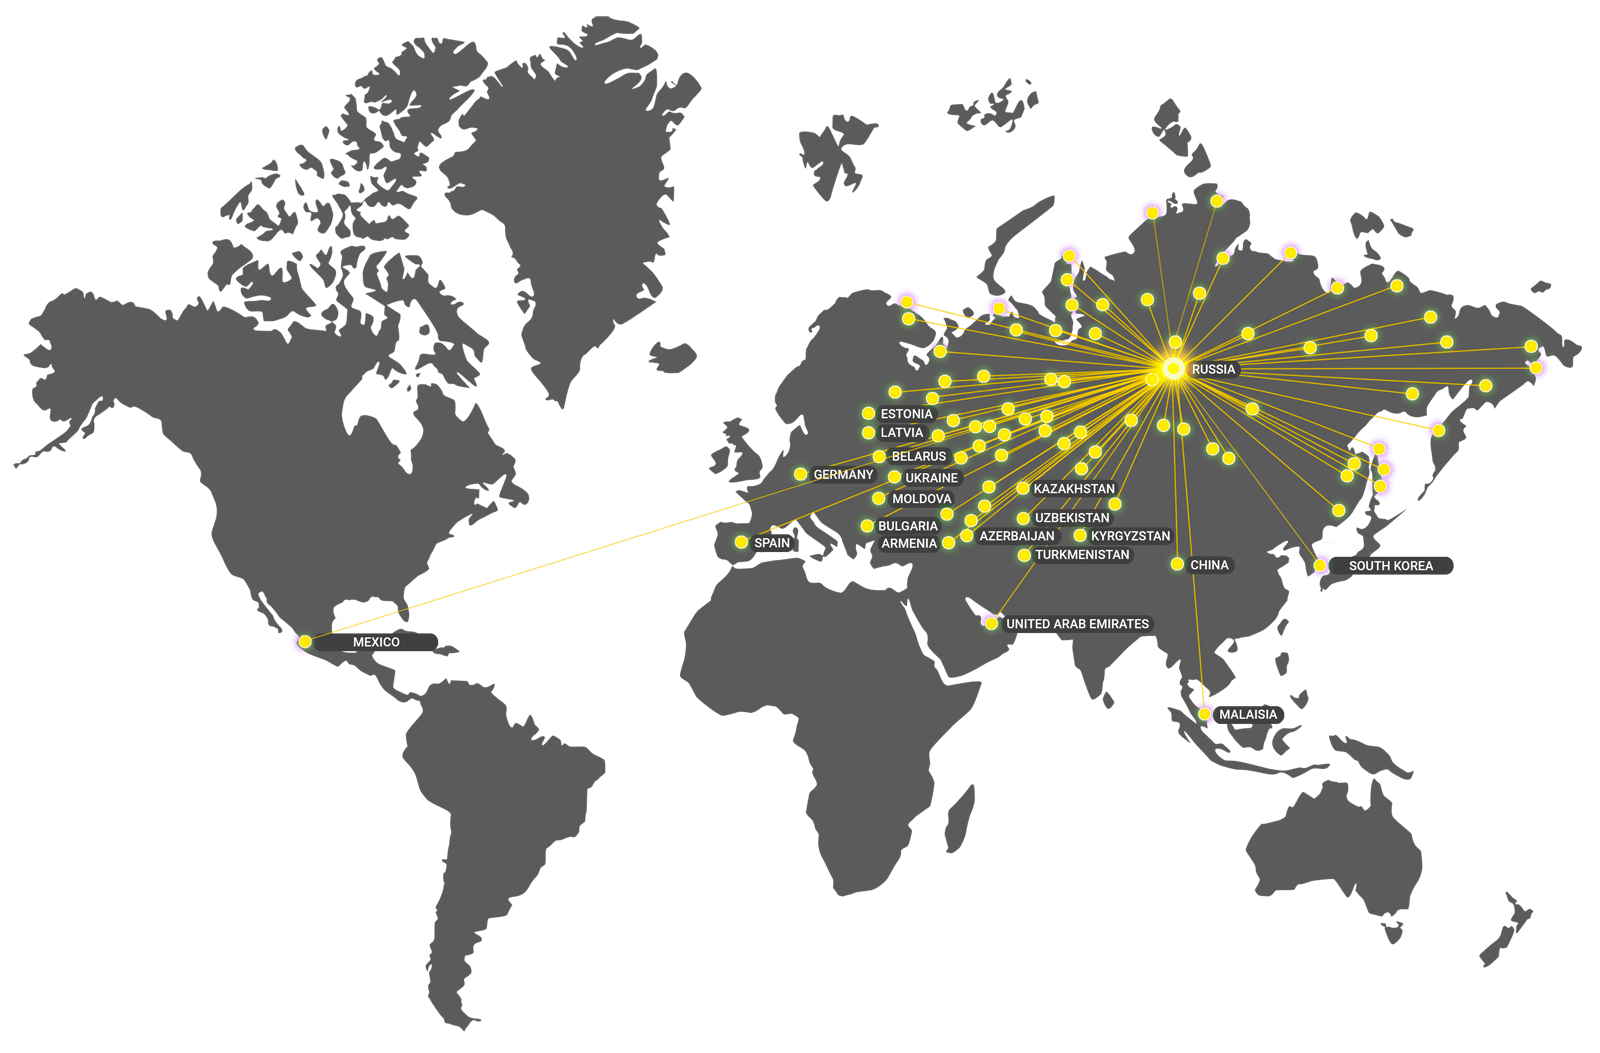 RUSSIA
ESTONIA
LATVIA
BELARUS
GERMANY
UKRAINE
KAZAKHSTAN
MOLDOVA
UZBEKISTAN
BULGARIA
AZERBAIJAN
KYRGYZSTAN
SPAIN
ARMENIA
TURKMENISTAN
CHINA
SOUTH KOREA
UNITED ARAB EMIRATES
MEXICO
MALAISIA